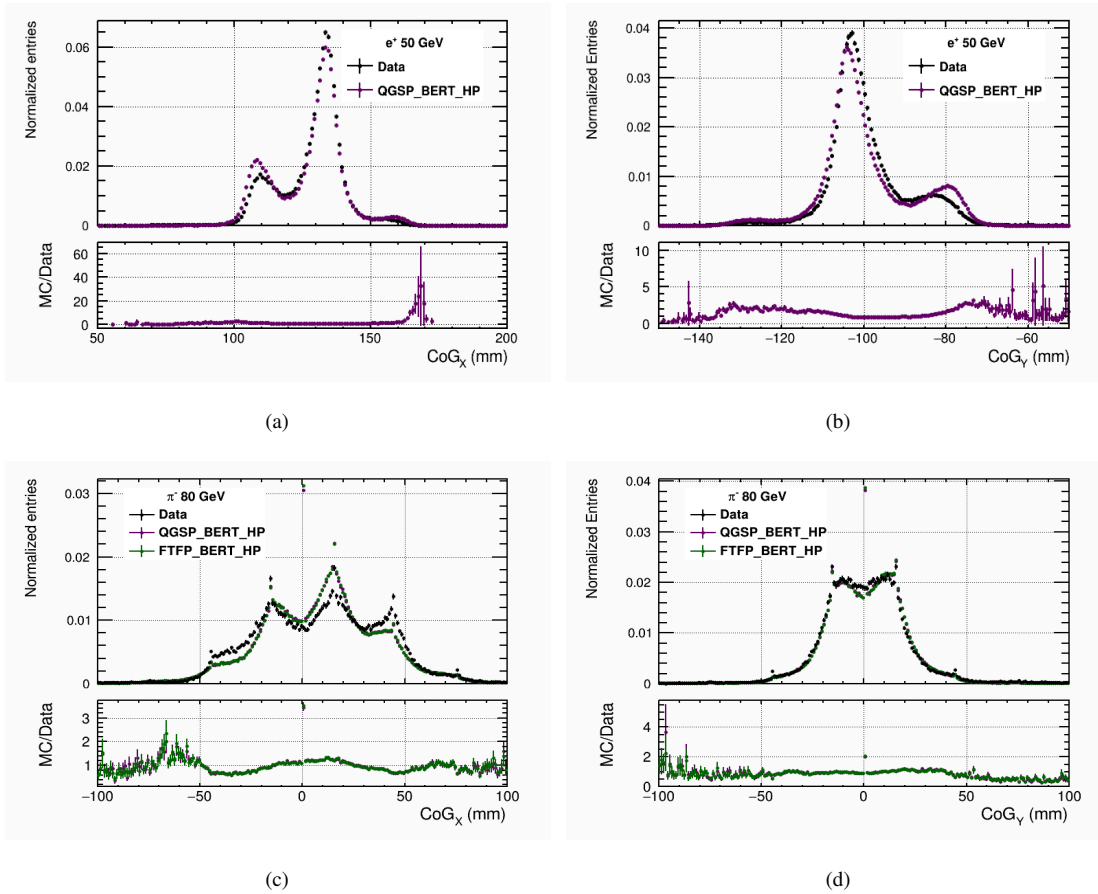 Normalized entries
0.06
0.04
0.02
0
e⁺ 50 GeV
Data
QGSP_BERT_HP
MC/Data
60
40
20
0
50 100 150 200
CoG_X (mm)
(a)
Normalized Entries
0.04
0.03
0.02
0.01
0
e⁺ 50 GeV
Data
QGSP_BERT_HP
MC/Data
10
5
0
−140 −120 −100 −80 −60
CoG_Y (mm)
(b)
Normalized entries
0.03
0.02
0.01
0
π⁻ 80 GeV
Data
QGSP_BERT_HP
FTFP_BERT_HP
MC/Data
3
2
1
−100 −50 0 50 100
CoG_X (mm)
(c)
Normalized Entries
0.04
0.03
0.02
0.01
0
π⁻ 80 GeV
Data
QGSP_BERT_HP
FTFP_BERT_HP
MC/Data
4
2
0
−100 −50 0 50 100
CoG_Y (mm)
(d)